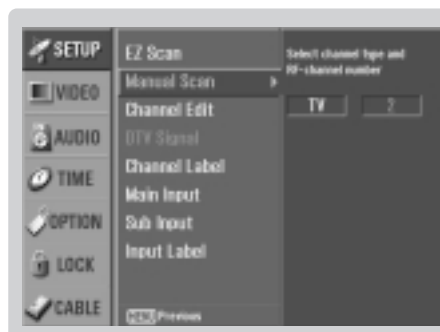 SETUP
VIDEO
AUDIO
TIME
OPTION
LOCK
CABLE
EZ Scan
Manual Scan
Channel Edit
DTV Signal
Channel Label
Main Input
Sub Input
Input Label
MENU Previous
Select channel type and
RF-channel number
TV 2